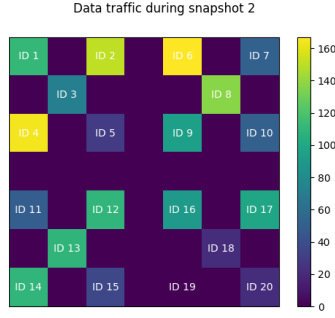 Data traffic during snapshot 2
ID 1 ID 2 ID 6 ID 7
ID 3 ID 8
ID 4 ID 5 ID 9 ID 10
ID 11 ID 12 ID 16 ID 17
ID 13 ID 18
ID 14 ID 15 ID 19 ID 20
160
140
120
100
80
60
40
20
0